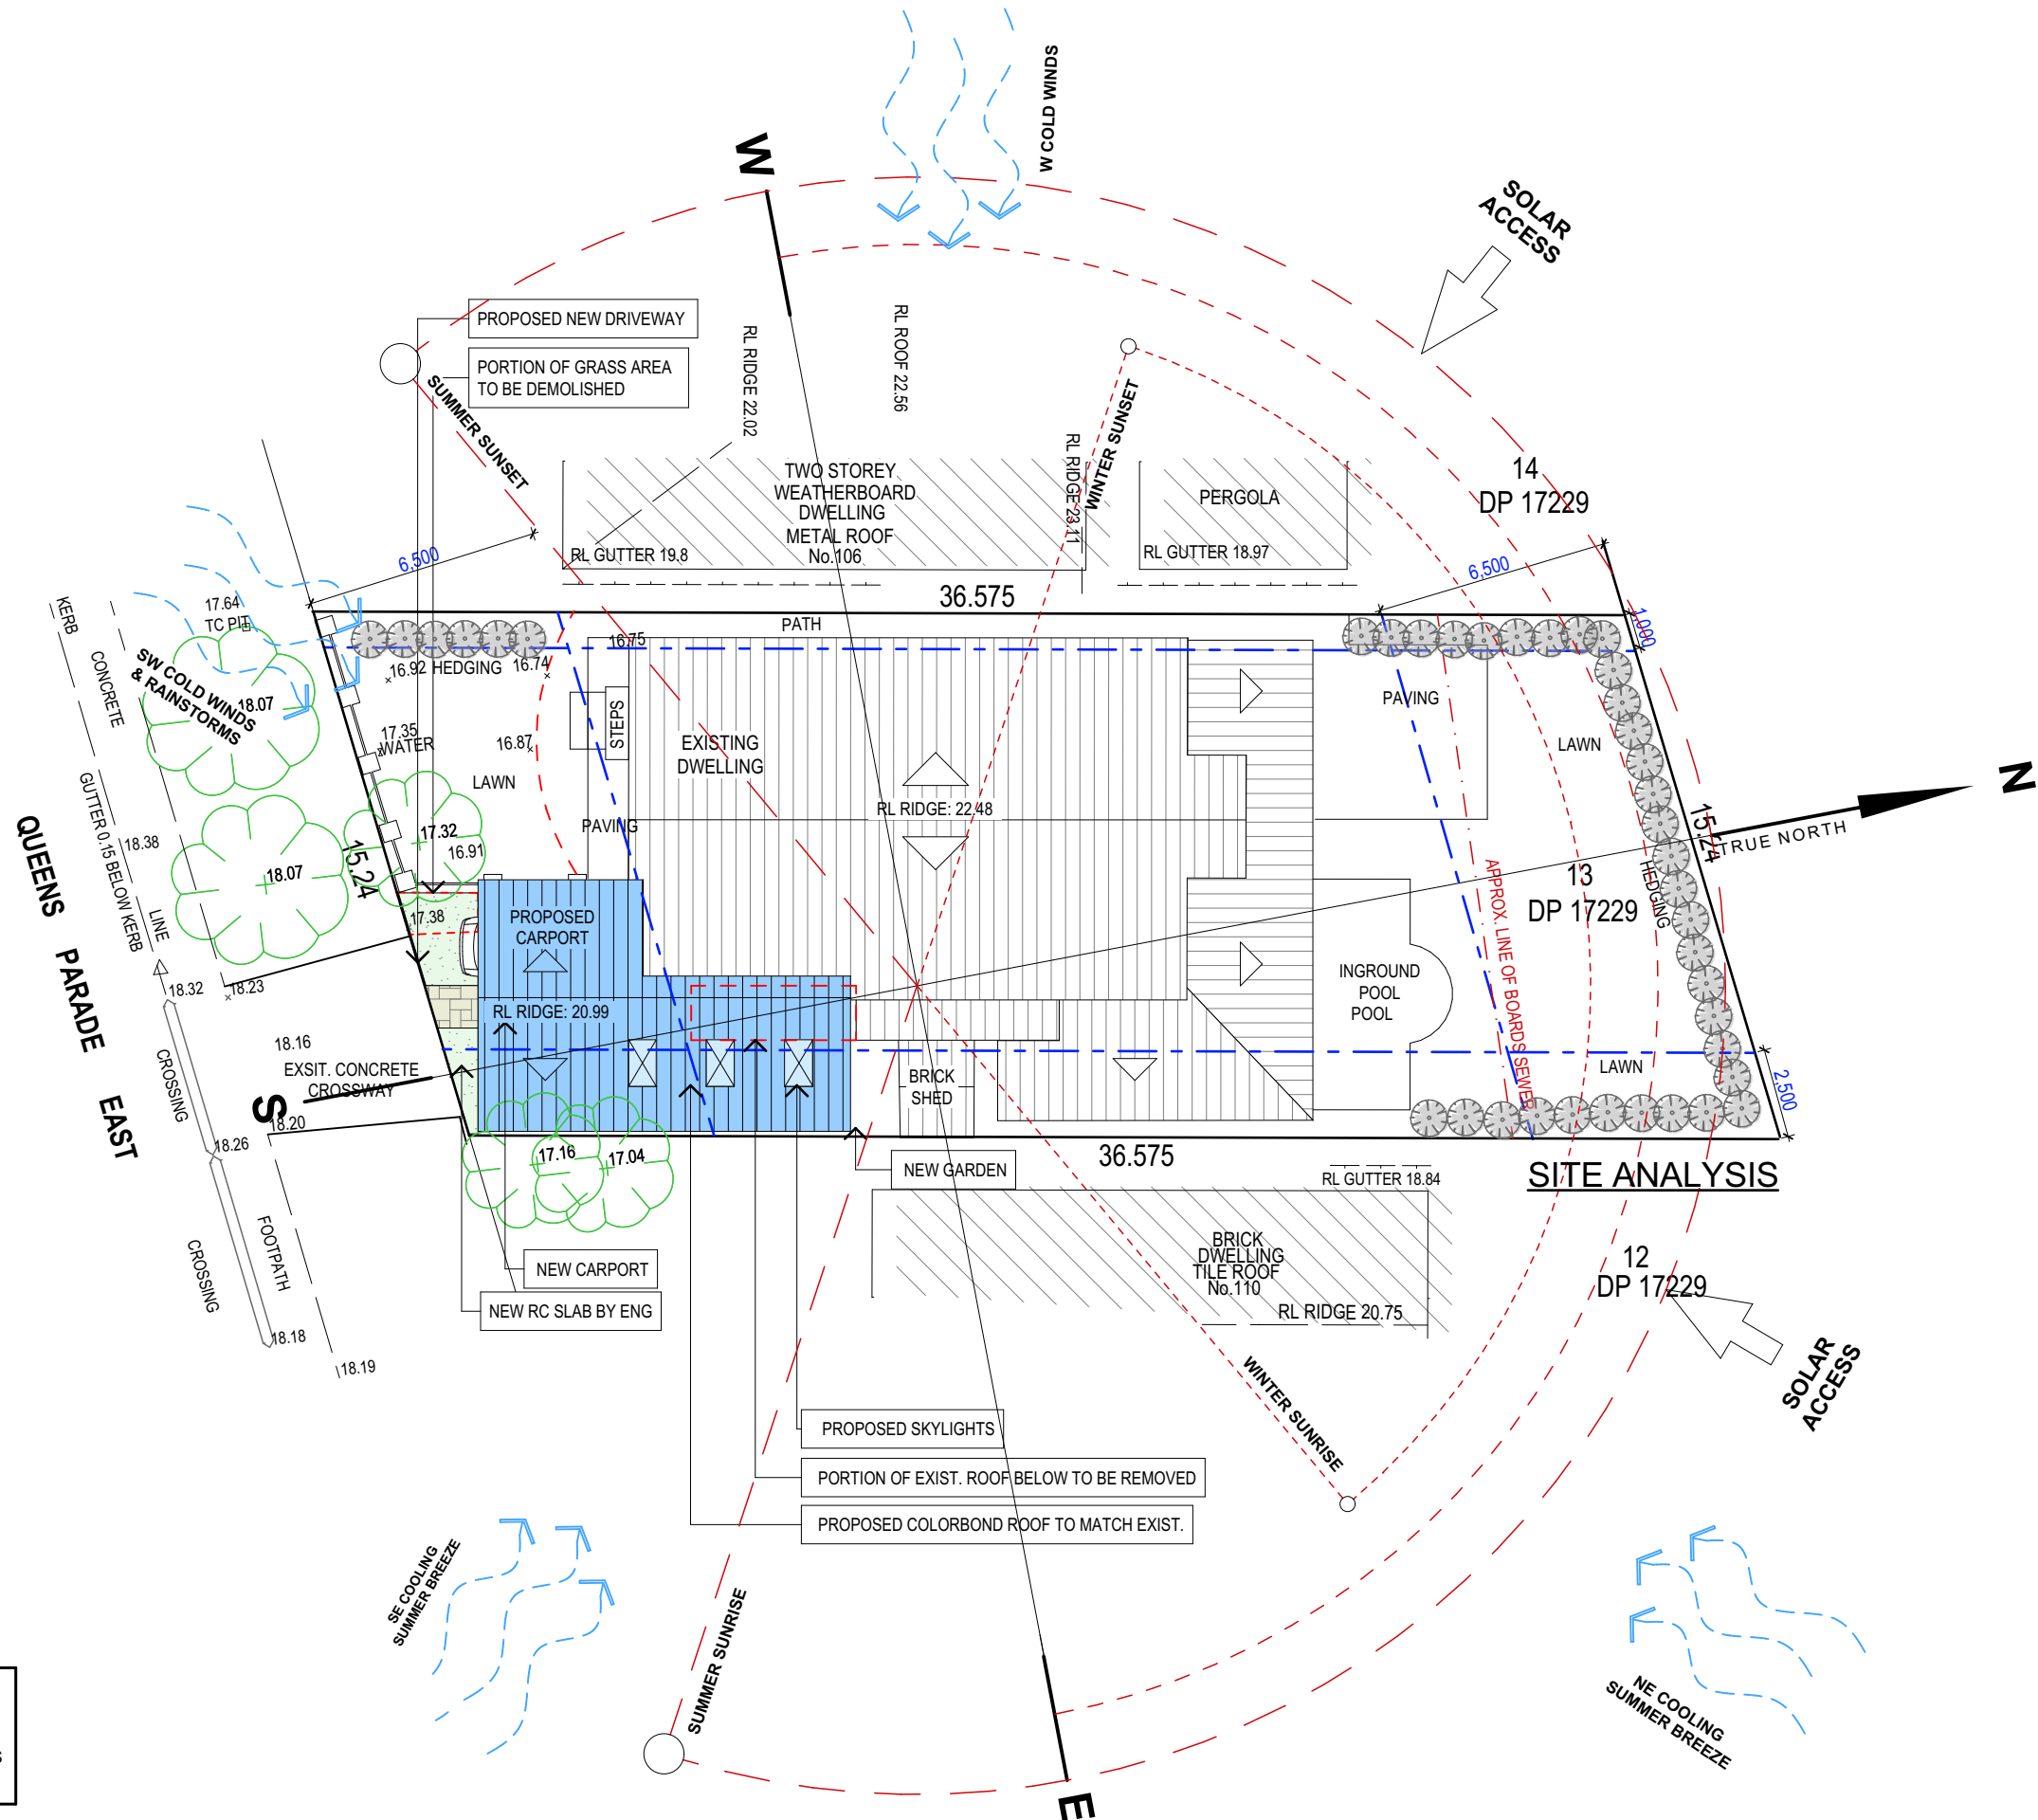 W COLD WINDS
W
SOLAR
ACCESS
PROPOSED NEW DRIVEWAY
PORTION OF GRASS AREA
TO BE DEMOLISHED
SUMMER SUNSET
RL RIDGE 22.02
RL ROOF 22.56
RL RIDGE 23.11
WINTER SUNSET
TWO STOREY
WEATHERBOARD
DWELLING
METAL ROOF
No.106
RL GUTTER 19.8
PERGOLA
RL GUTTER 18.97
14
DP 17229
6,500
6,500
1,000
36.575
PATH
KERB
CONCRETE
17.64
TC PIT
SW COLD WINDS
& RAINSTORMS
18.07
16.92
HEDGING
16.74
16.75
17.35
WATER
16.87
STEPS
LAWN
EXISTING
DWELLING
RL RIDGE: 22.48
PAVING
PAVING
LAWN
N
TRUE NORTH
15.24
HEDGING
13
DP 17229
APPROX. LINE OF BOARDS SEWER
GUTTER 0.15 BELOW KERB
LINE
18.38
18.07
17.32
16.91
15.24
17.38
PROPOSED
CARPORT
RL RIDGE: 20.99
INGROUND
POOL
POOL
QUEENS PARADE EAST
18.32
18.23
18.16
EXSIT. CONCRETE
CROSSWAY
CROSSING
S
18.20
18.26
BRICK
SHED
LAWN
2,500
17.16
17.04
36.575
NEW GARDEN
RL GUTTER 18.84
SITE ANALYSIS
CROSSING
FOOTPATH
NEW CARPORT
NEW RC SLAB BY ENG
18.18
18.19
BRICK
DWELLING
TILE ROOF
No.110
RL RIDGE 20.75
12
DP 17229
SOLAR
ACCESS
WINTER SUNRISE
PROPOSED SKYLIGHTS
PORTION OF EXIST. ROOF BELOW TO BE REMOVED
PROPOSED COLORBOND ROOF TO MATCH EXIST.
SE COOLING
SUMMER BREEZE
SUMMER SUNRISE
NE COOLING
SUMMER BREEZE
E